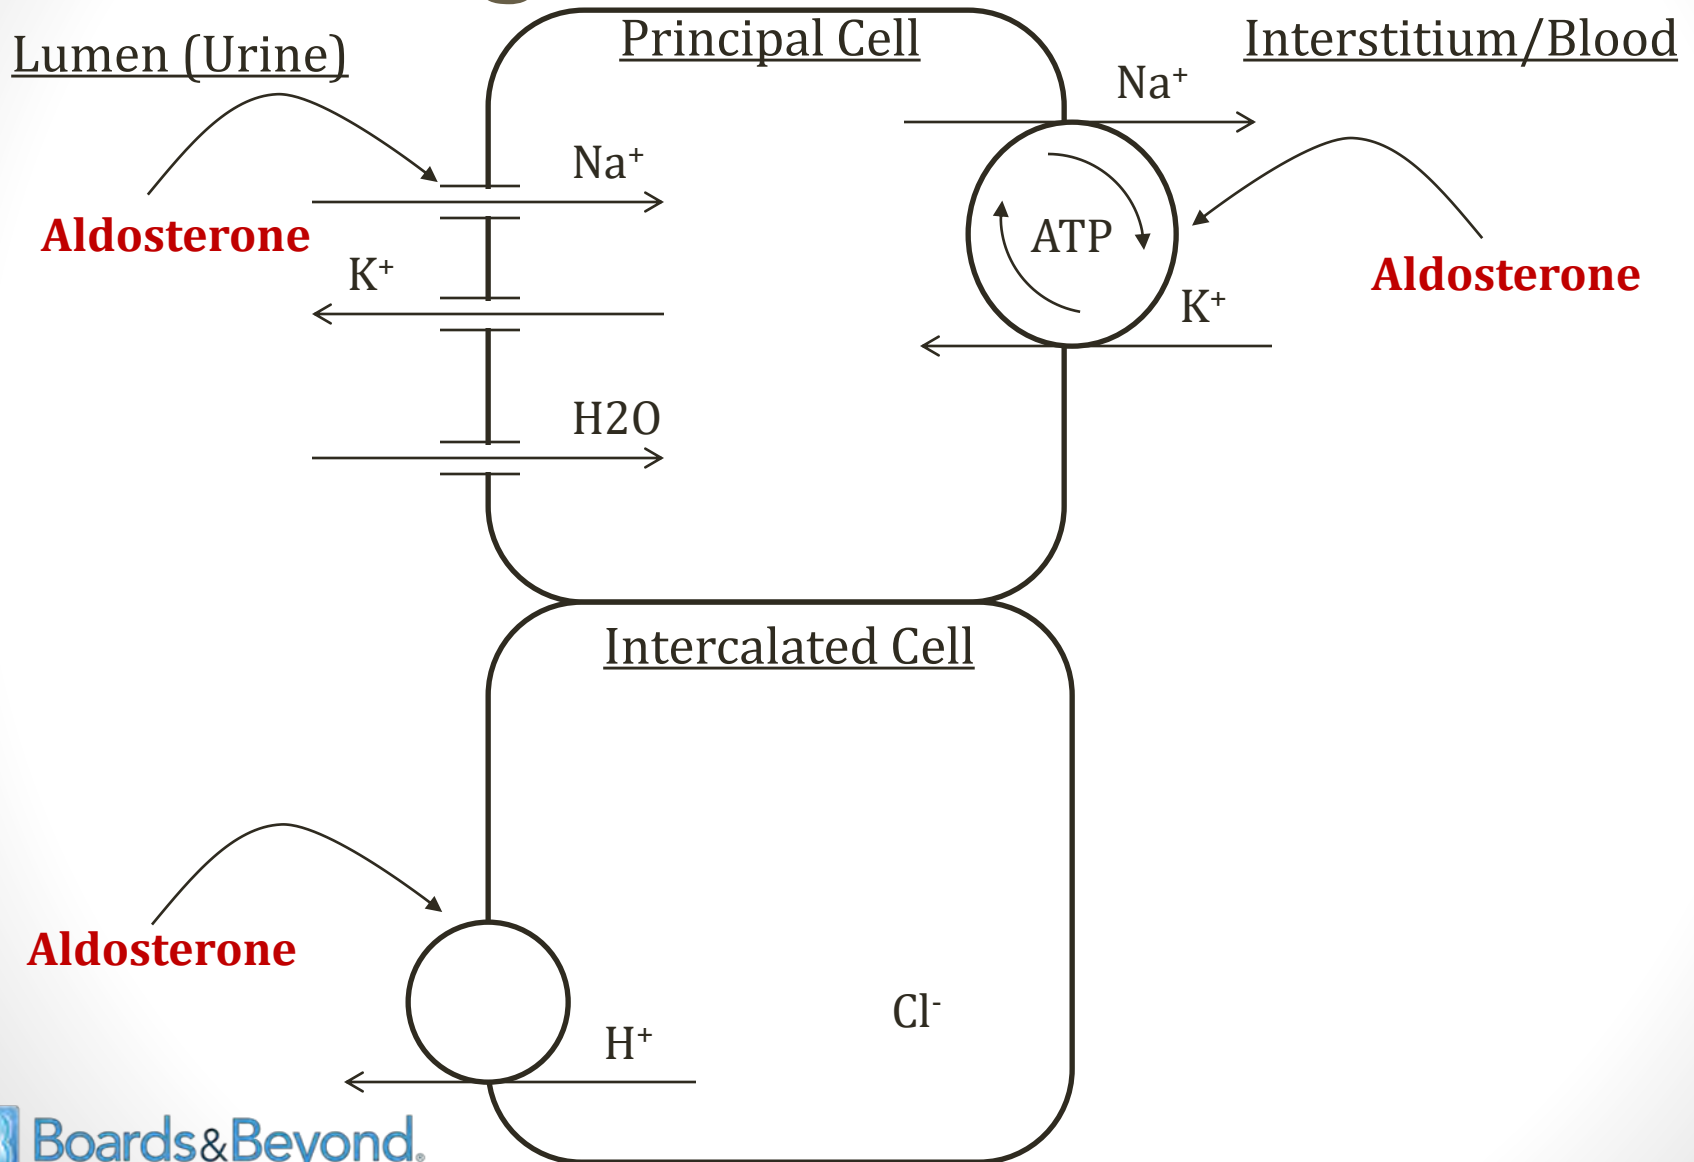 Lumen (Urine)
Principal Cell
Interstitium/Blood
Na⁺
Na⁺
Aldosterone
K⁺
ATP
Aldosterone
K⁺
H2O
Intercalated Cell
Aldosterone
Cl⁻
H⁺
Boards&Beyond.